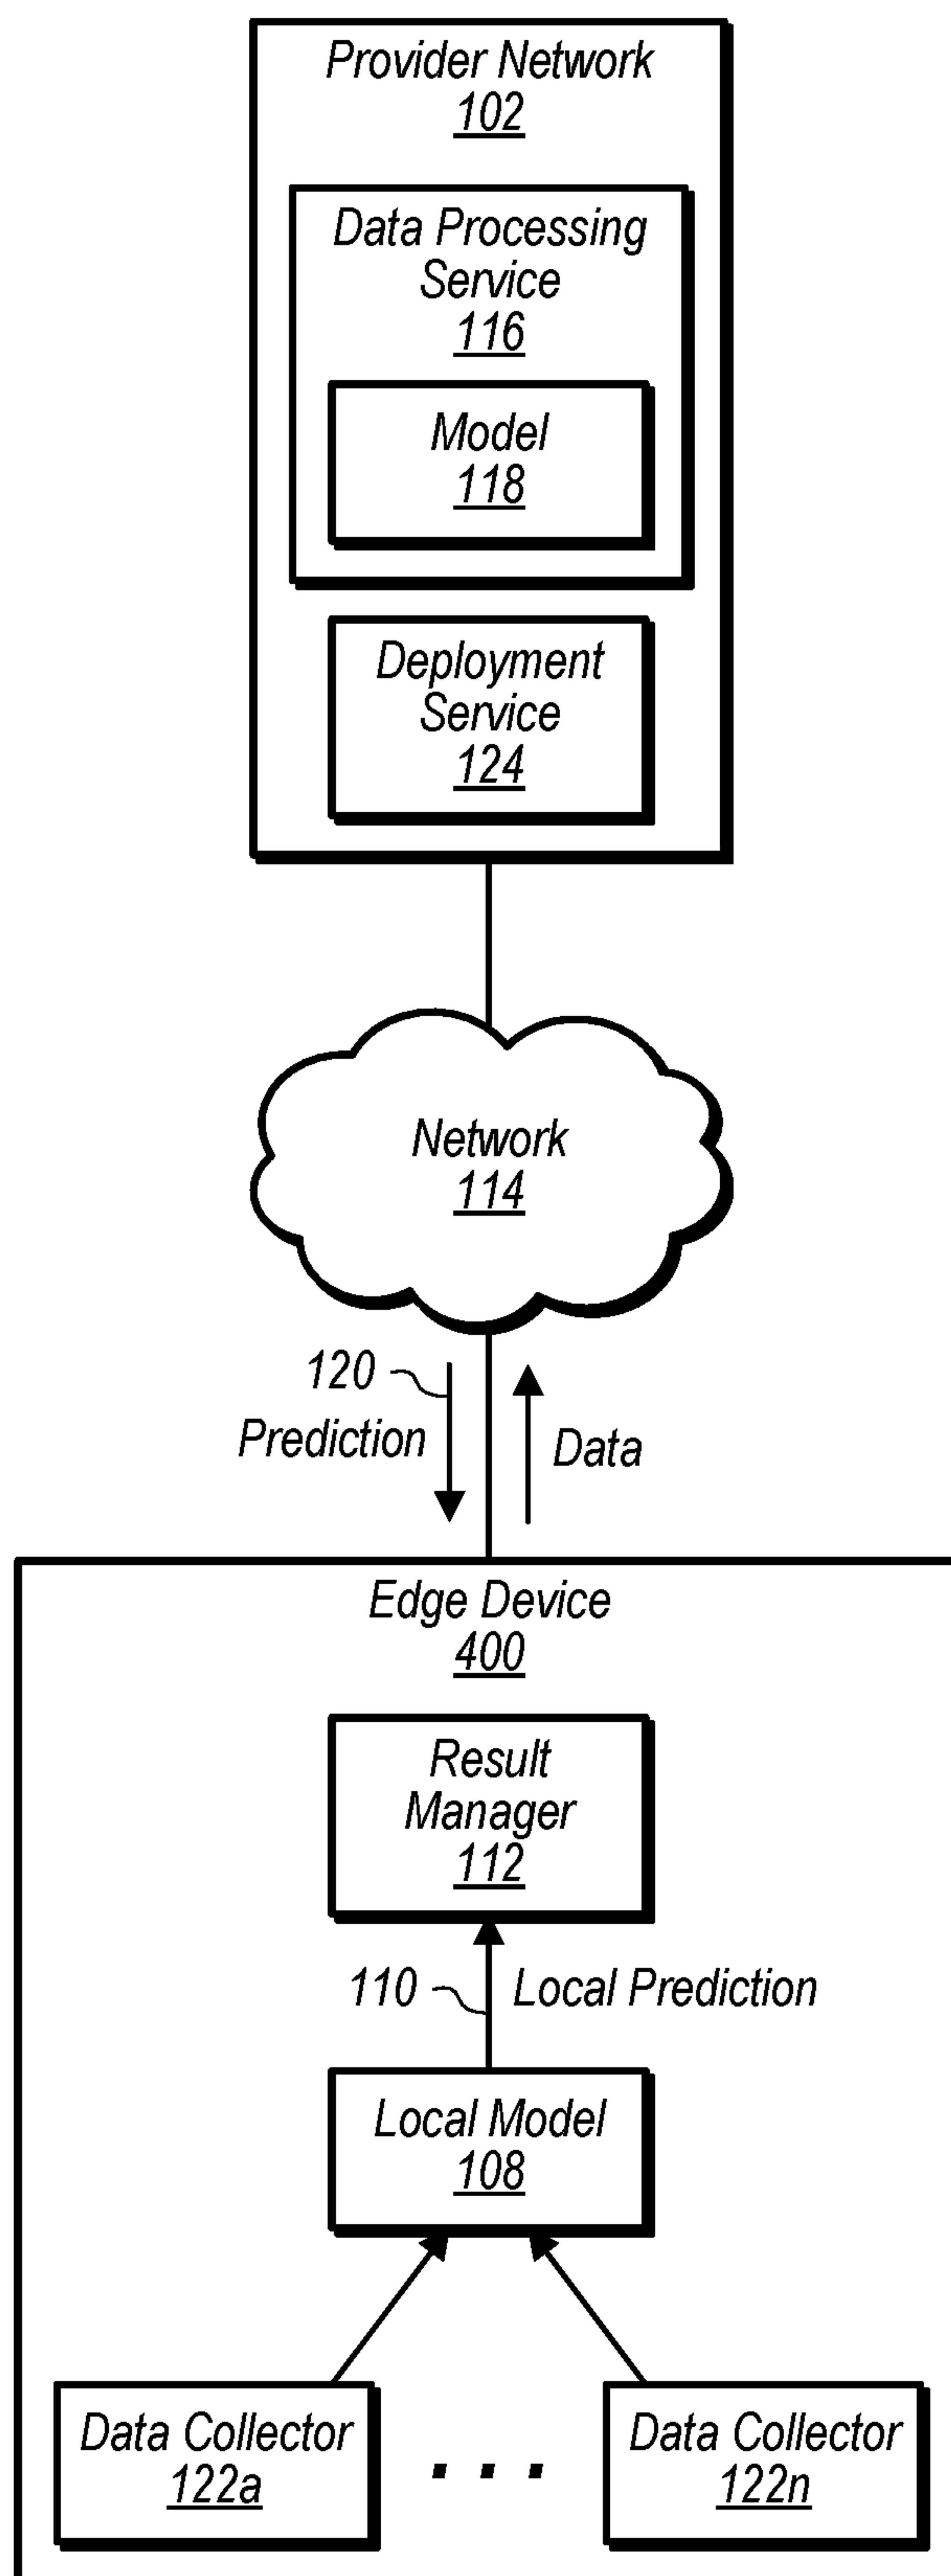 Provider Network
102
Data Processing
Service
116
Model
118
Deployment
Service
124
Network
114
120
Prediction
Data
Edge Device
400
Result
Manager
112
110
Local Prediction
Local Model
108
Data Collector
122a
. . .
Data Collector
122n